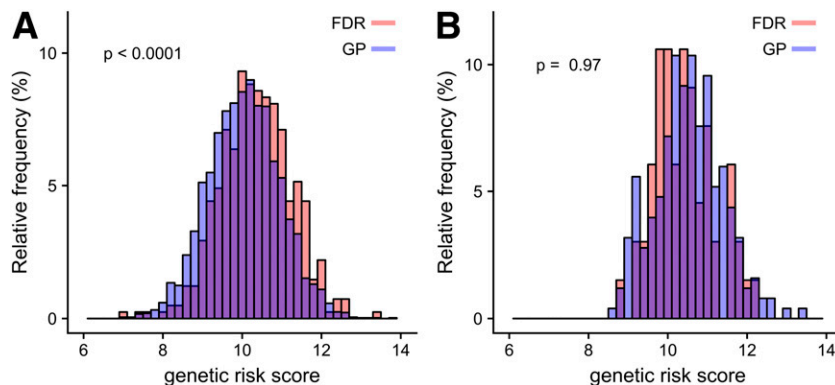 A
FDR
GP
p < 0.0001
Relative frequency (%)
10
5
0
6 8 10 12 14
genetic risk score
B
FDR
GP
p = 0.97
Relative frequency (%)
10
5
0
6 8 10 12 14
genetic risk score